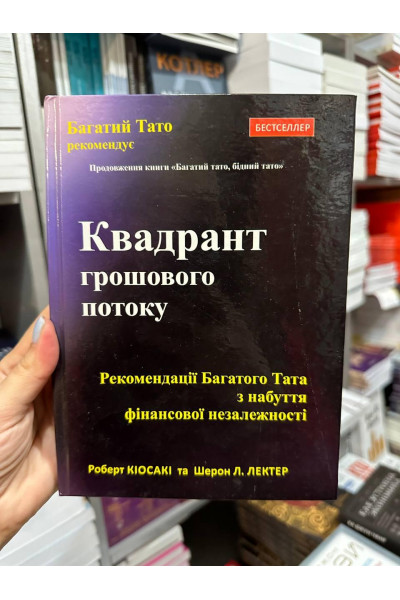 КОТЛЕР
Багатий Тато
рекомендує
БЕСТСЕЛЛЕР
Продовження книги «Багатий тато, бідний тато»
Квадрант
грошового
потоку
Рекомендації Багатого Тата
з набуття
фінансової незалежності
Роберт КІОСАКІ та Шерон Л. ЛЕКТЕР